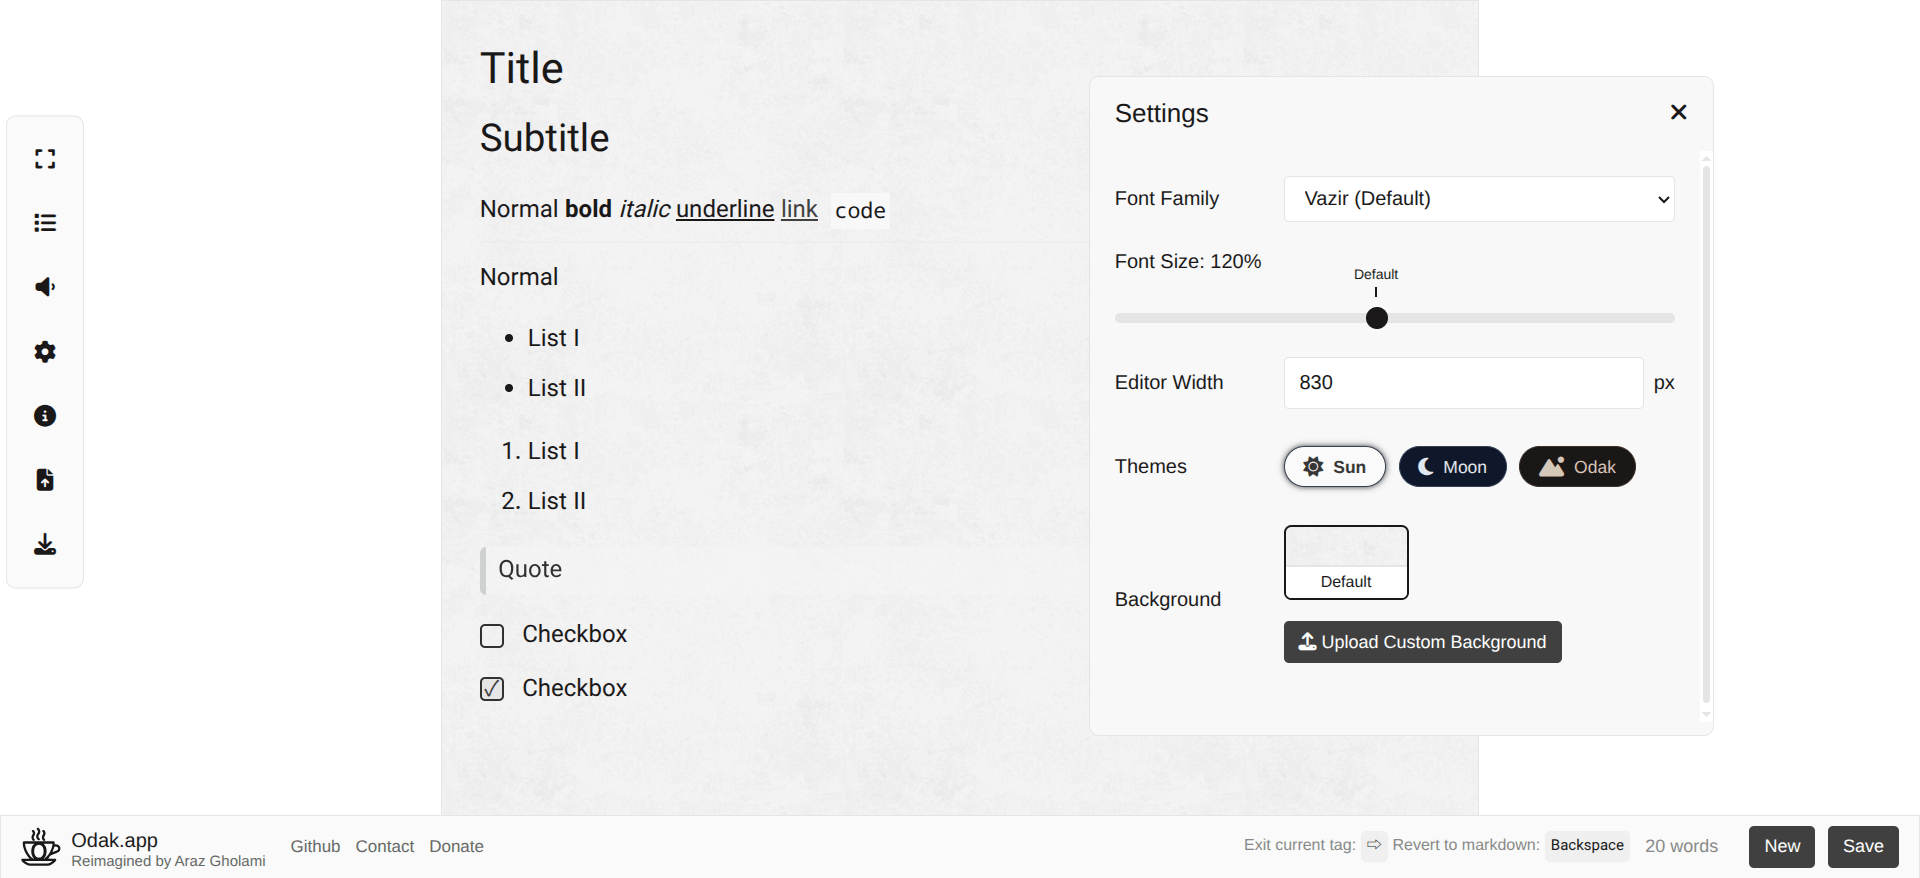 Title
Subtitle
Normal bold italic underline link code
Normal
• List I
• List II
1. List I
2. List II
Quote
Checkbox
Checkbox
Settings
Font Family
Vazir (Default)
Font Size: 120%
Default
Editor Width
830
px
Themes
Sun
Moon
Odak
Background
Default
Upload Custom Background
Odak.app
Reimagined by Araz Gholami
Github
Contact
Donate
Exit current tag: ⇨ Revert to markdown: Backspace
20 words
New
Save